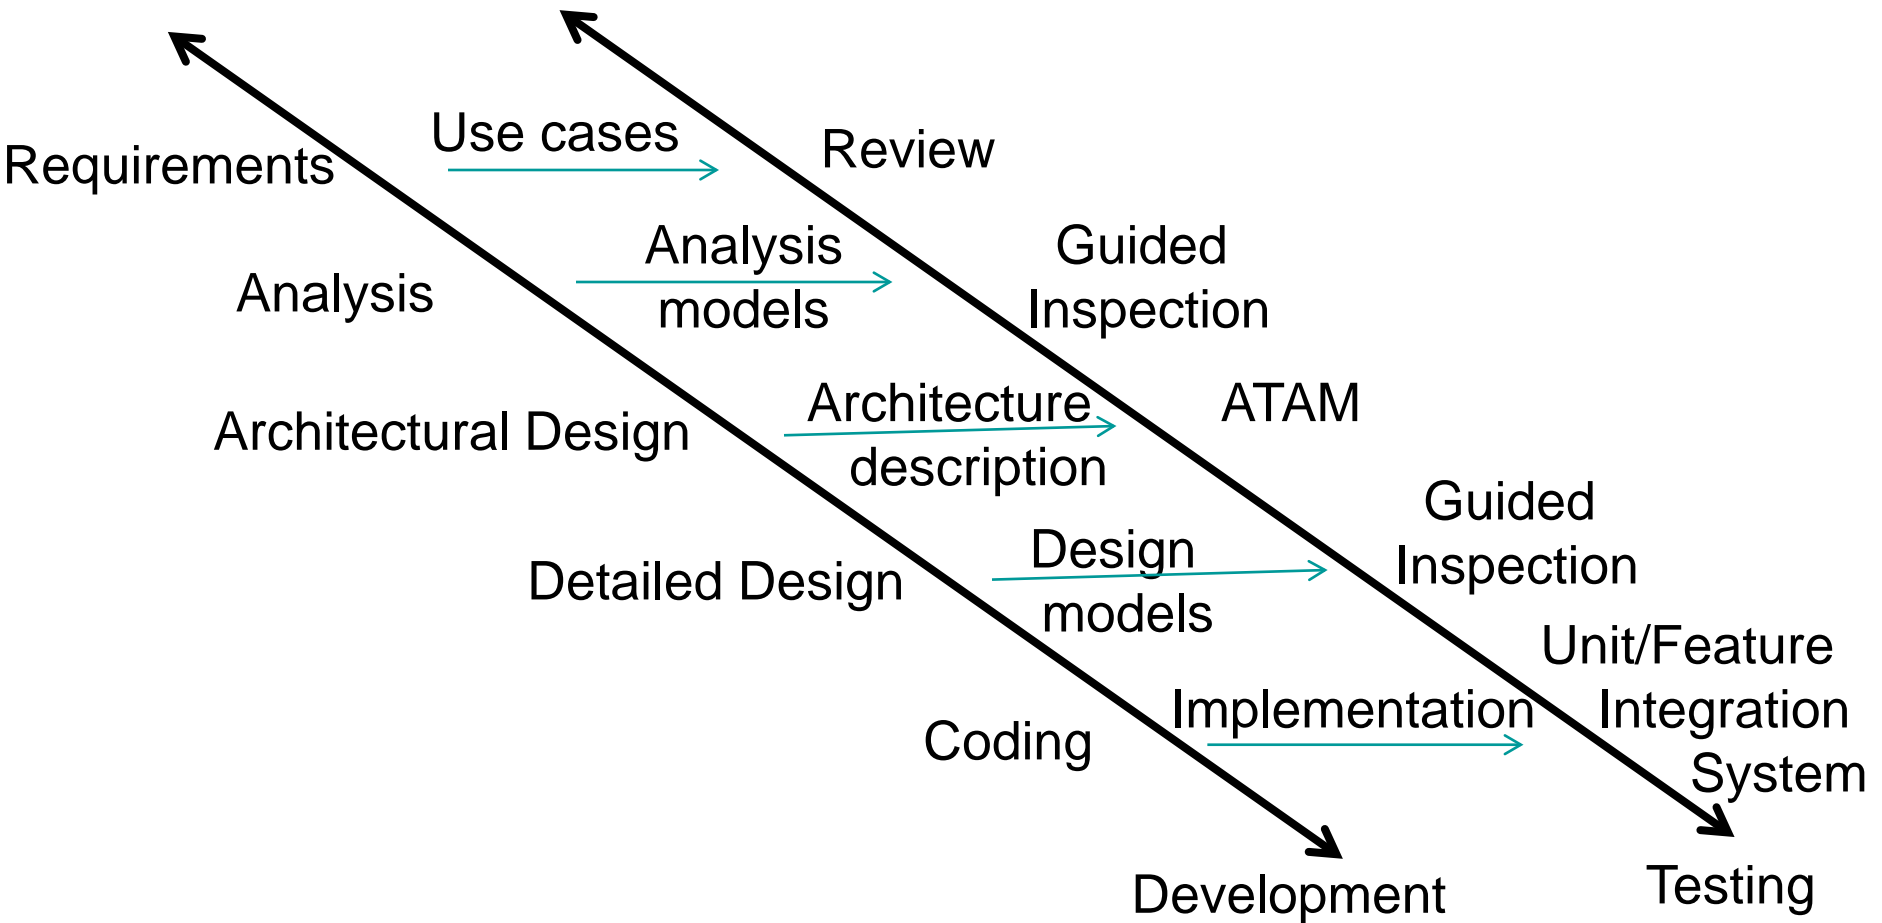 Requirements
Use cases
Review
Analysis
Analysis
models
Guided
Inspection
Architectural Design
Architecture
description
ATAM
Detailed Design
Design
models
Guided
Inspection
Coding
Implementation
Unit/Feature
Integration
System
Development
Testing